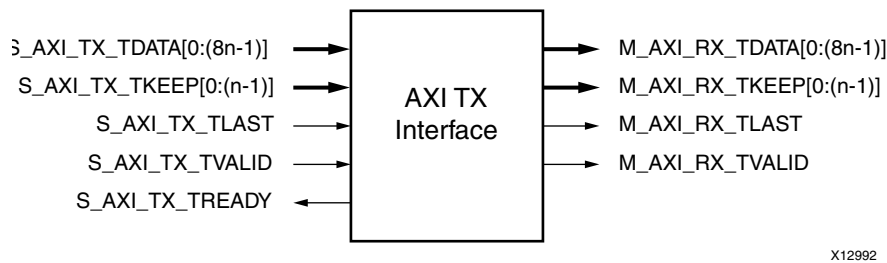 S_AXI_TX_TDATA[0:(8n-1)]
S_AXI_TX_TKEEP[0:(n-1)]
S_AXI_TX_TLAST
S_AXI_TX_TVALID
S_AXI_TX_TREADY
AXI TX
Interface
M_AXI_RX_TDATA[0:(8n-1)]
M_AXI_RX_TKEEP[0:(n-1)]
M_AXI_RX_TLAST
M_AXI_RX_TVALID
X12992